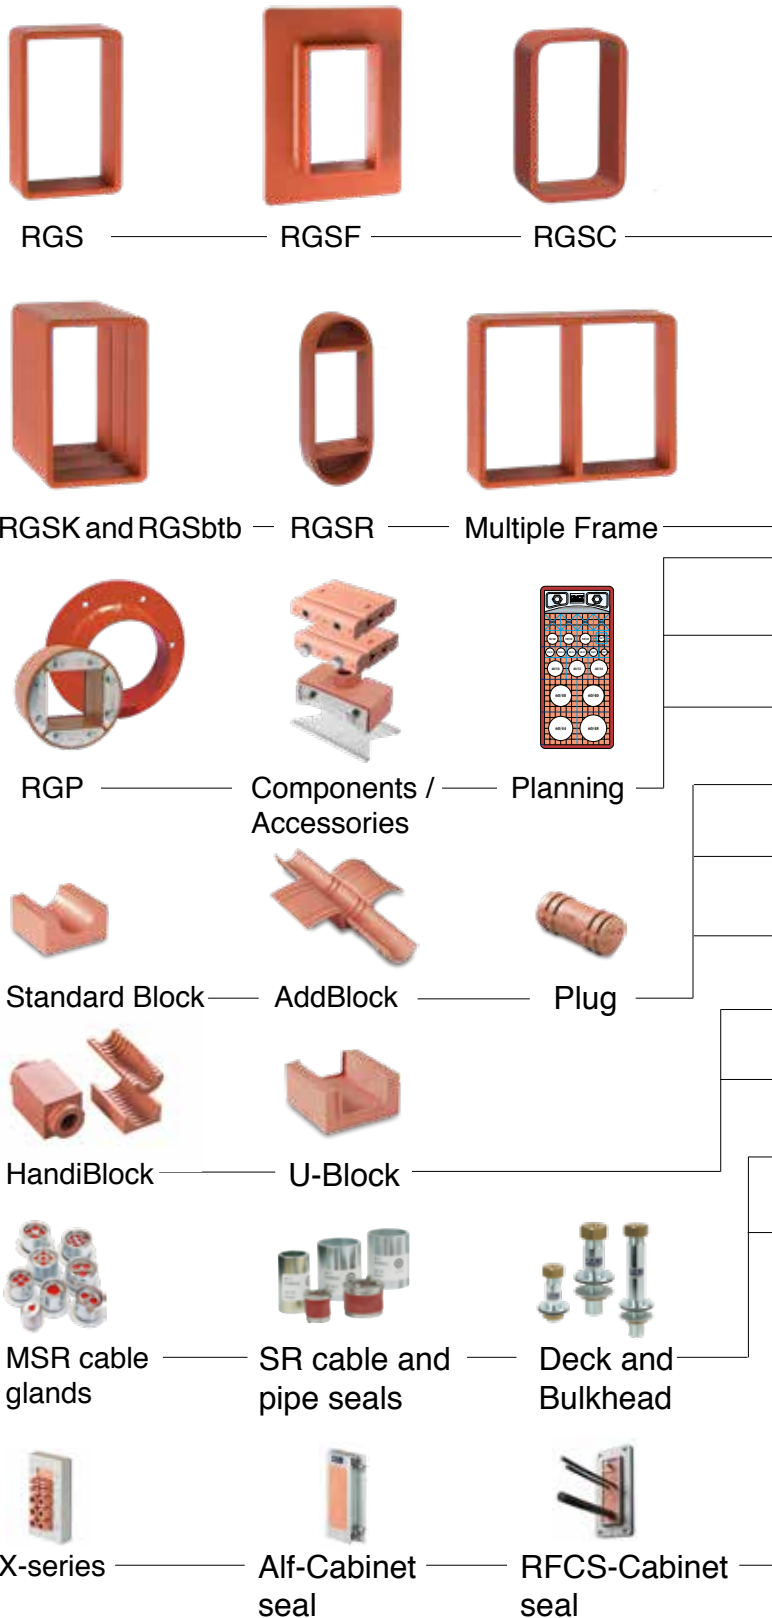 RGS
RGSF
RGSC
RGSK and RGSbtb
RGSR
Multiple Frame
RGP
Components /
Accessories
Planning
Standard Block
AddBlock
Plug
HandiBlock
U-Block
MSR cable
glands
SR cable and
pipe seals
Deck and
Bulkhead
X-series
Alf-Cabinet
seal
RFCS-Cabinet
seal